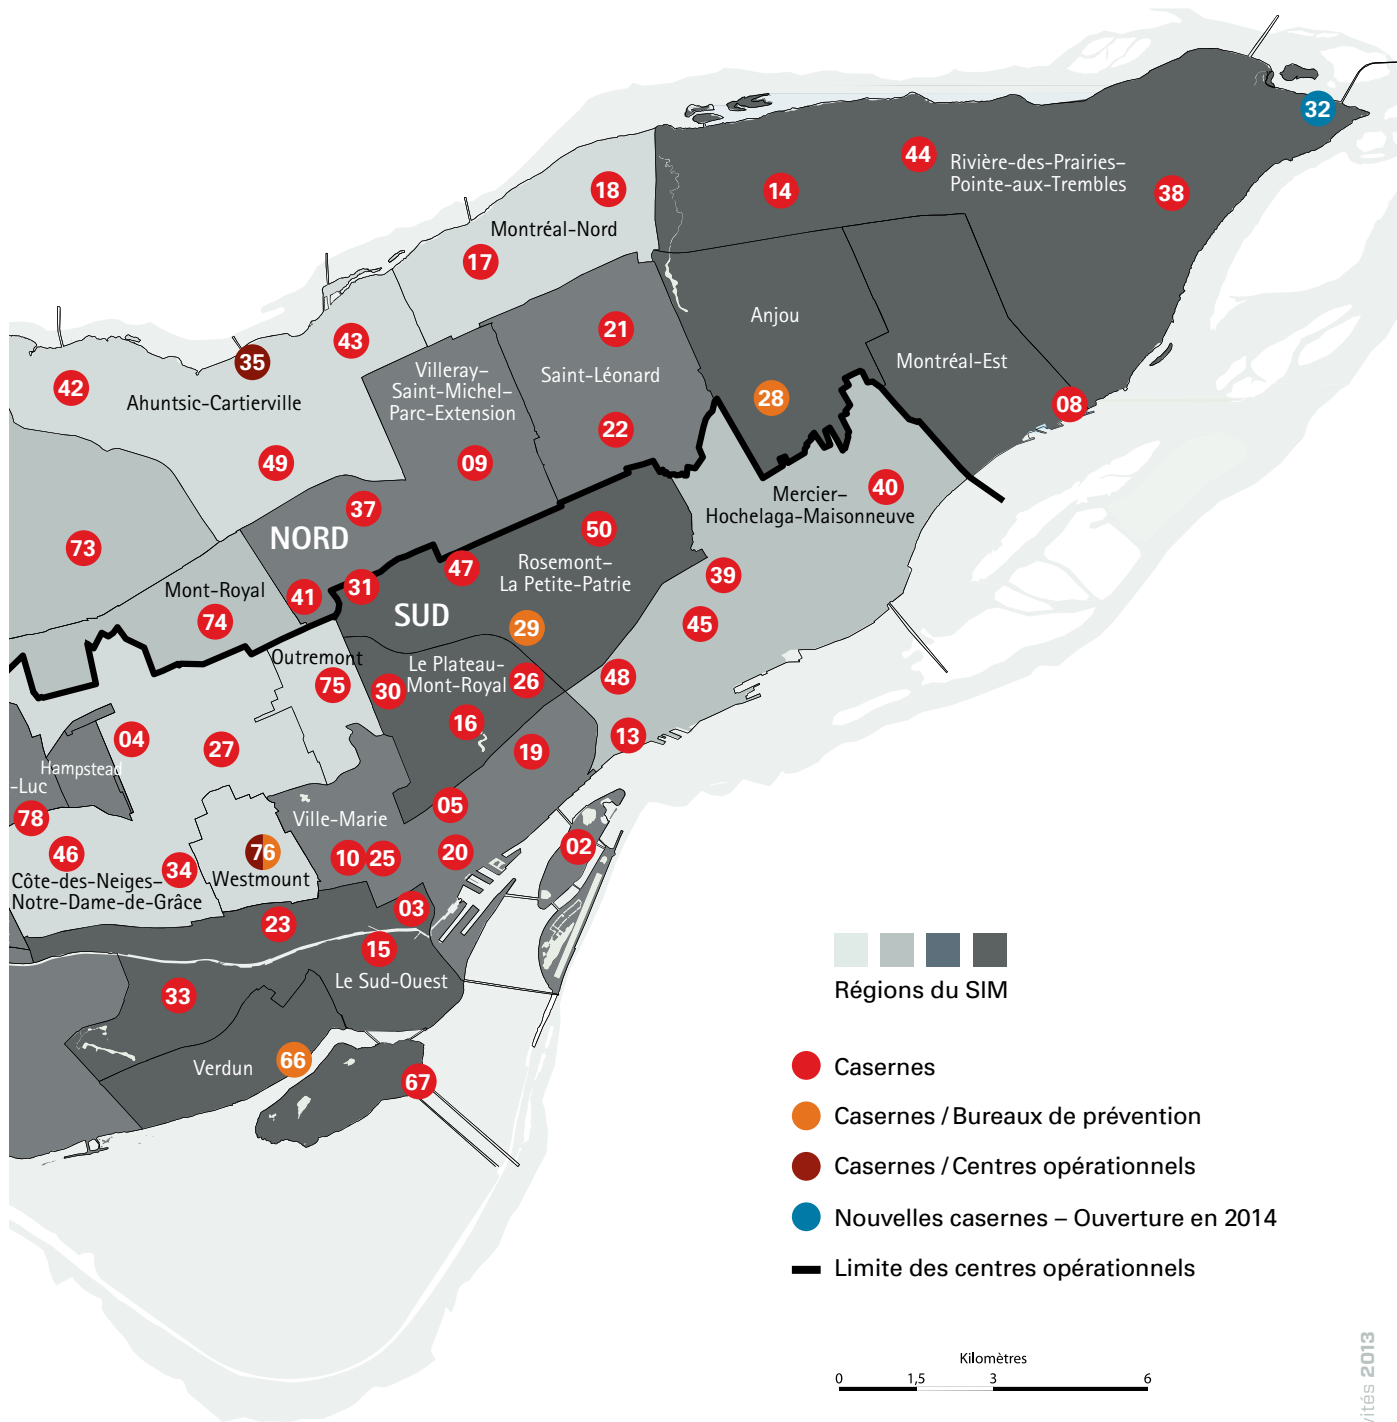 32
44
Rivière-des-Prairies–
Pointe-aux-Trembles
18
14
38
Montréal-Nord
17
Anjou
21
43
35
Villeray–
Saint-Michel–
Parc-Extension
Saint-Léonard
Montréal-Est
42
Ahuntsic-Cartierville
28
08
22
49
09
40
Mercier–
Hochelaga-Maisonneuve
37
NORD
50
73
47
Rosemont–
La Petite-Patrie
39
Mont-Royal
41
31
74
SUD
29
45
Outremont
75
30
Le Plateau-
Mont-Royal
26
48
16
04
27
19
13
Hampstead
-Luc
78
05
Ville-Marie
46
34
76
10
25
20
02
Côte-des-Neiges–
Notre-Dame-de-Grâce
Westmount
03
23
15
Le Sud-Ouest
33
Verdun
66
67
Régions du SIM
Casernes
Casernes / Bureaux de prévention
Casernes / Centres opérationnels
Nouvelles casernes – Ouverture en 2014
Limite des centres opérationnels
Kilomètres
0 1,5 3 6
vités 2013